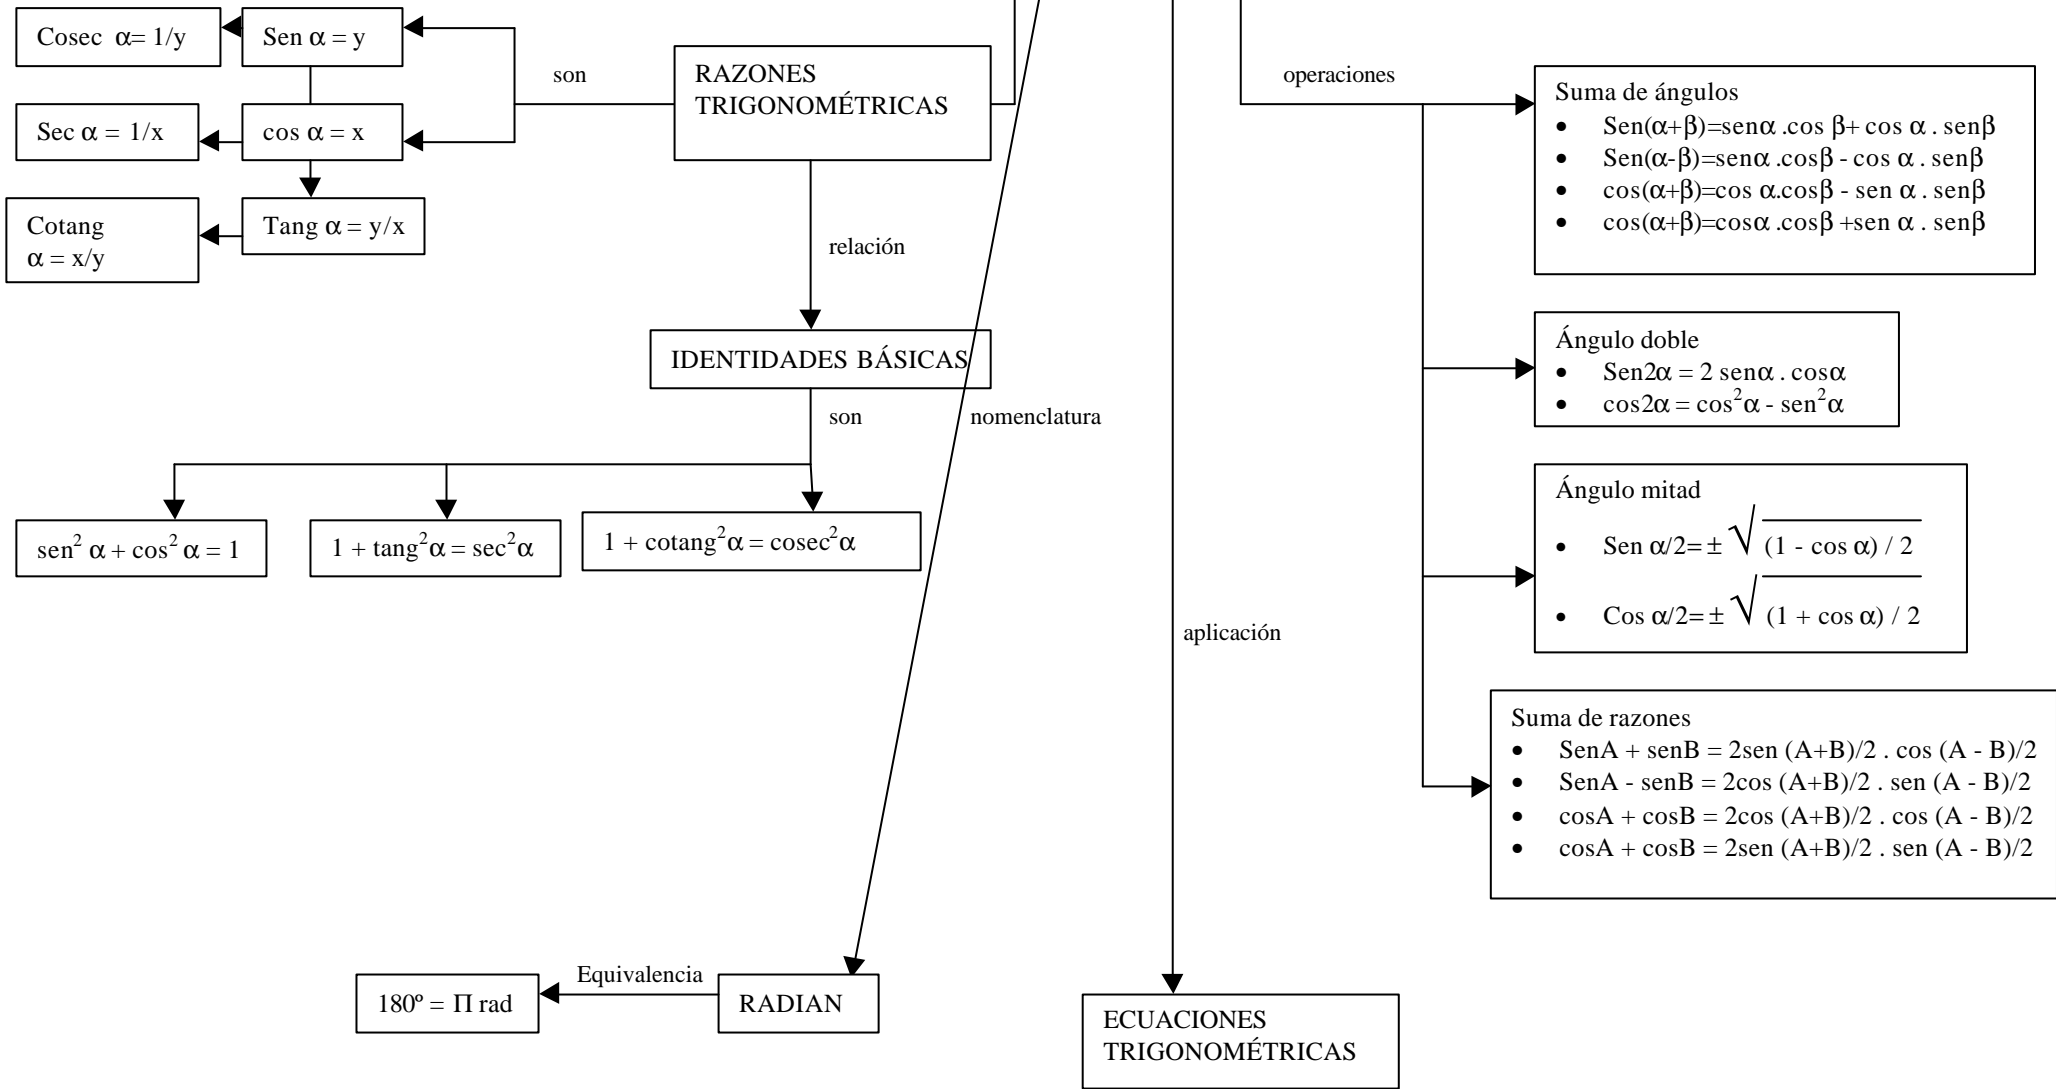 Cosec α= 1/y
Sen α = y
Sec α = 1/x
cos α = x
Cotang
α = x/y
Tang α = y/x
son
RAZONES
TRIGONOMÉTRICAS
relación
IDENTIDADES BÁSICAS
son
nomenclatura
sen² α + cos² α = 1
1 + tang²α = sec²α
1 + cotang²α = cosec²α
operaciones
Suma de ángulos
• Sen(α+β)=senα .cos β+ cos α . senβ
• Sen(α-β)=senα .cosβ - cos α . senβ
• cos(α+β)=cos α.cosβ - sen α . senβ
• cos(α+β)=cosα .cosβ +sen α . senβ
Ángulo doble
• Sen2α = 2 senα . cosα
• cos2α = cos²α - sen²α
Ángulo mitad
• Sen α/2= ± √(1 - cos α) / 2
• Cos α/2= ± √(1 + cos α) / 2
aplicación
Suma de razones
• SenA + senB = 2sen (A+B)/2 . cos (A - B)/2
• SenA - senB = 2cos (A+B)/2 . sen (A - B)/2
• cosA + cosB = 2cos (A+B)/2 . cos (A - B)/2
• cosA + cosB = 2sen (A+B)/2 . sen (A - B)/2
180º = Π rad
Equivalencia
RADIAN
ECUACIONES
TRIGONOMÉTRICAS